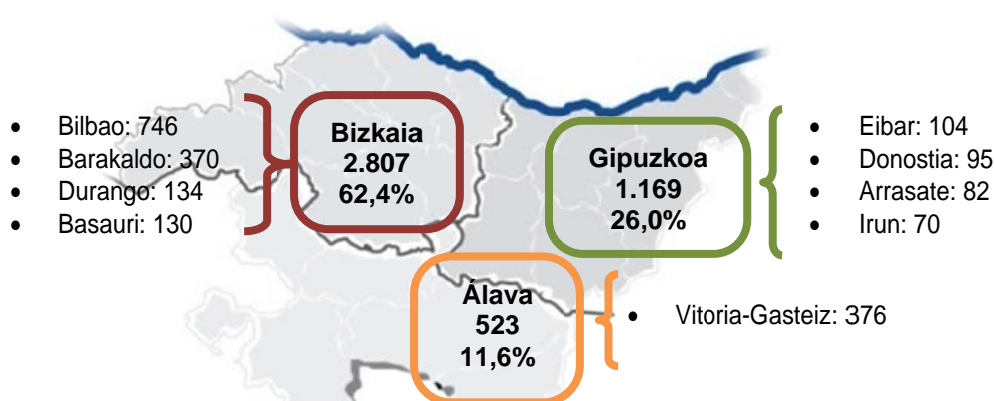 • Bilbao: 746
• Barakaldo: 370
• Durango: 134
• Basauri: 130
Bizkaia
2.807
62,4%
Gipuzkoa
1.169
26,0%
• Eibar: 104
• Donostia: 95
• Arrasate: 82
• Irun: 70
Álava
523
11,6%
• Vitoria-Gasteiz: 376